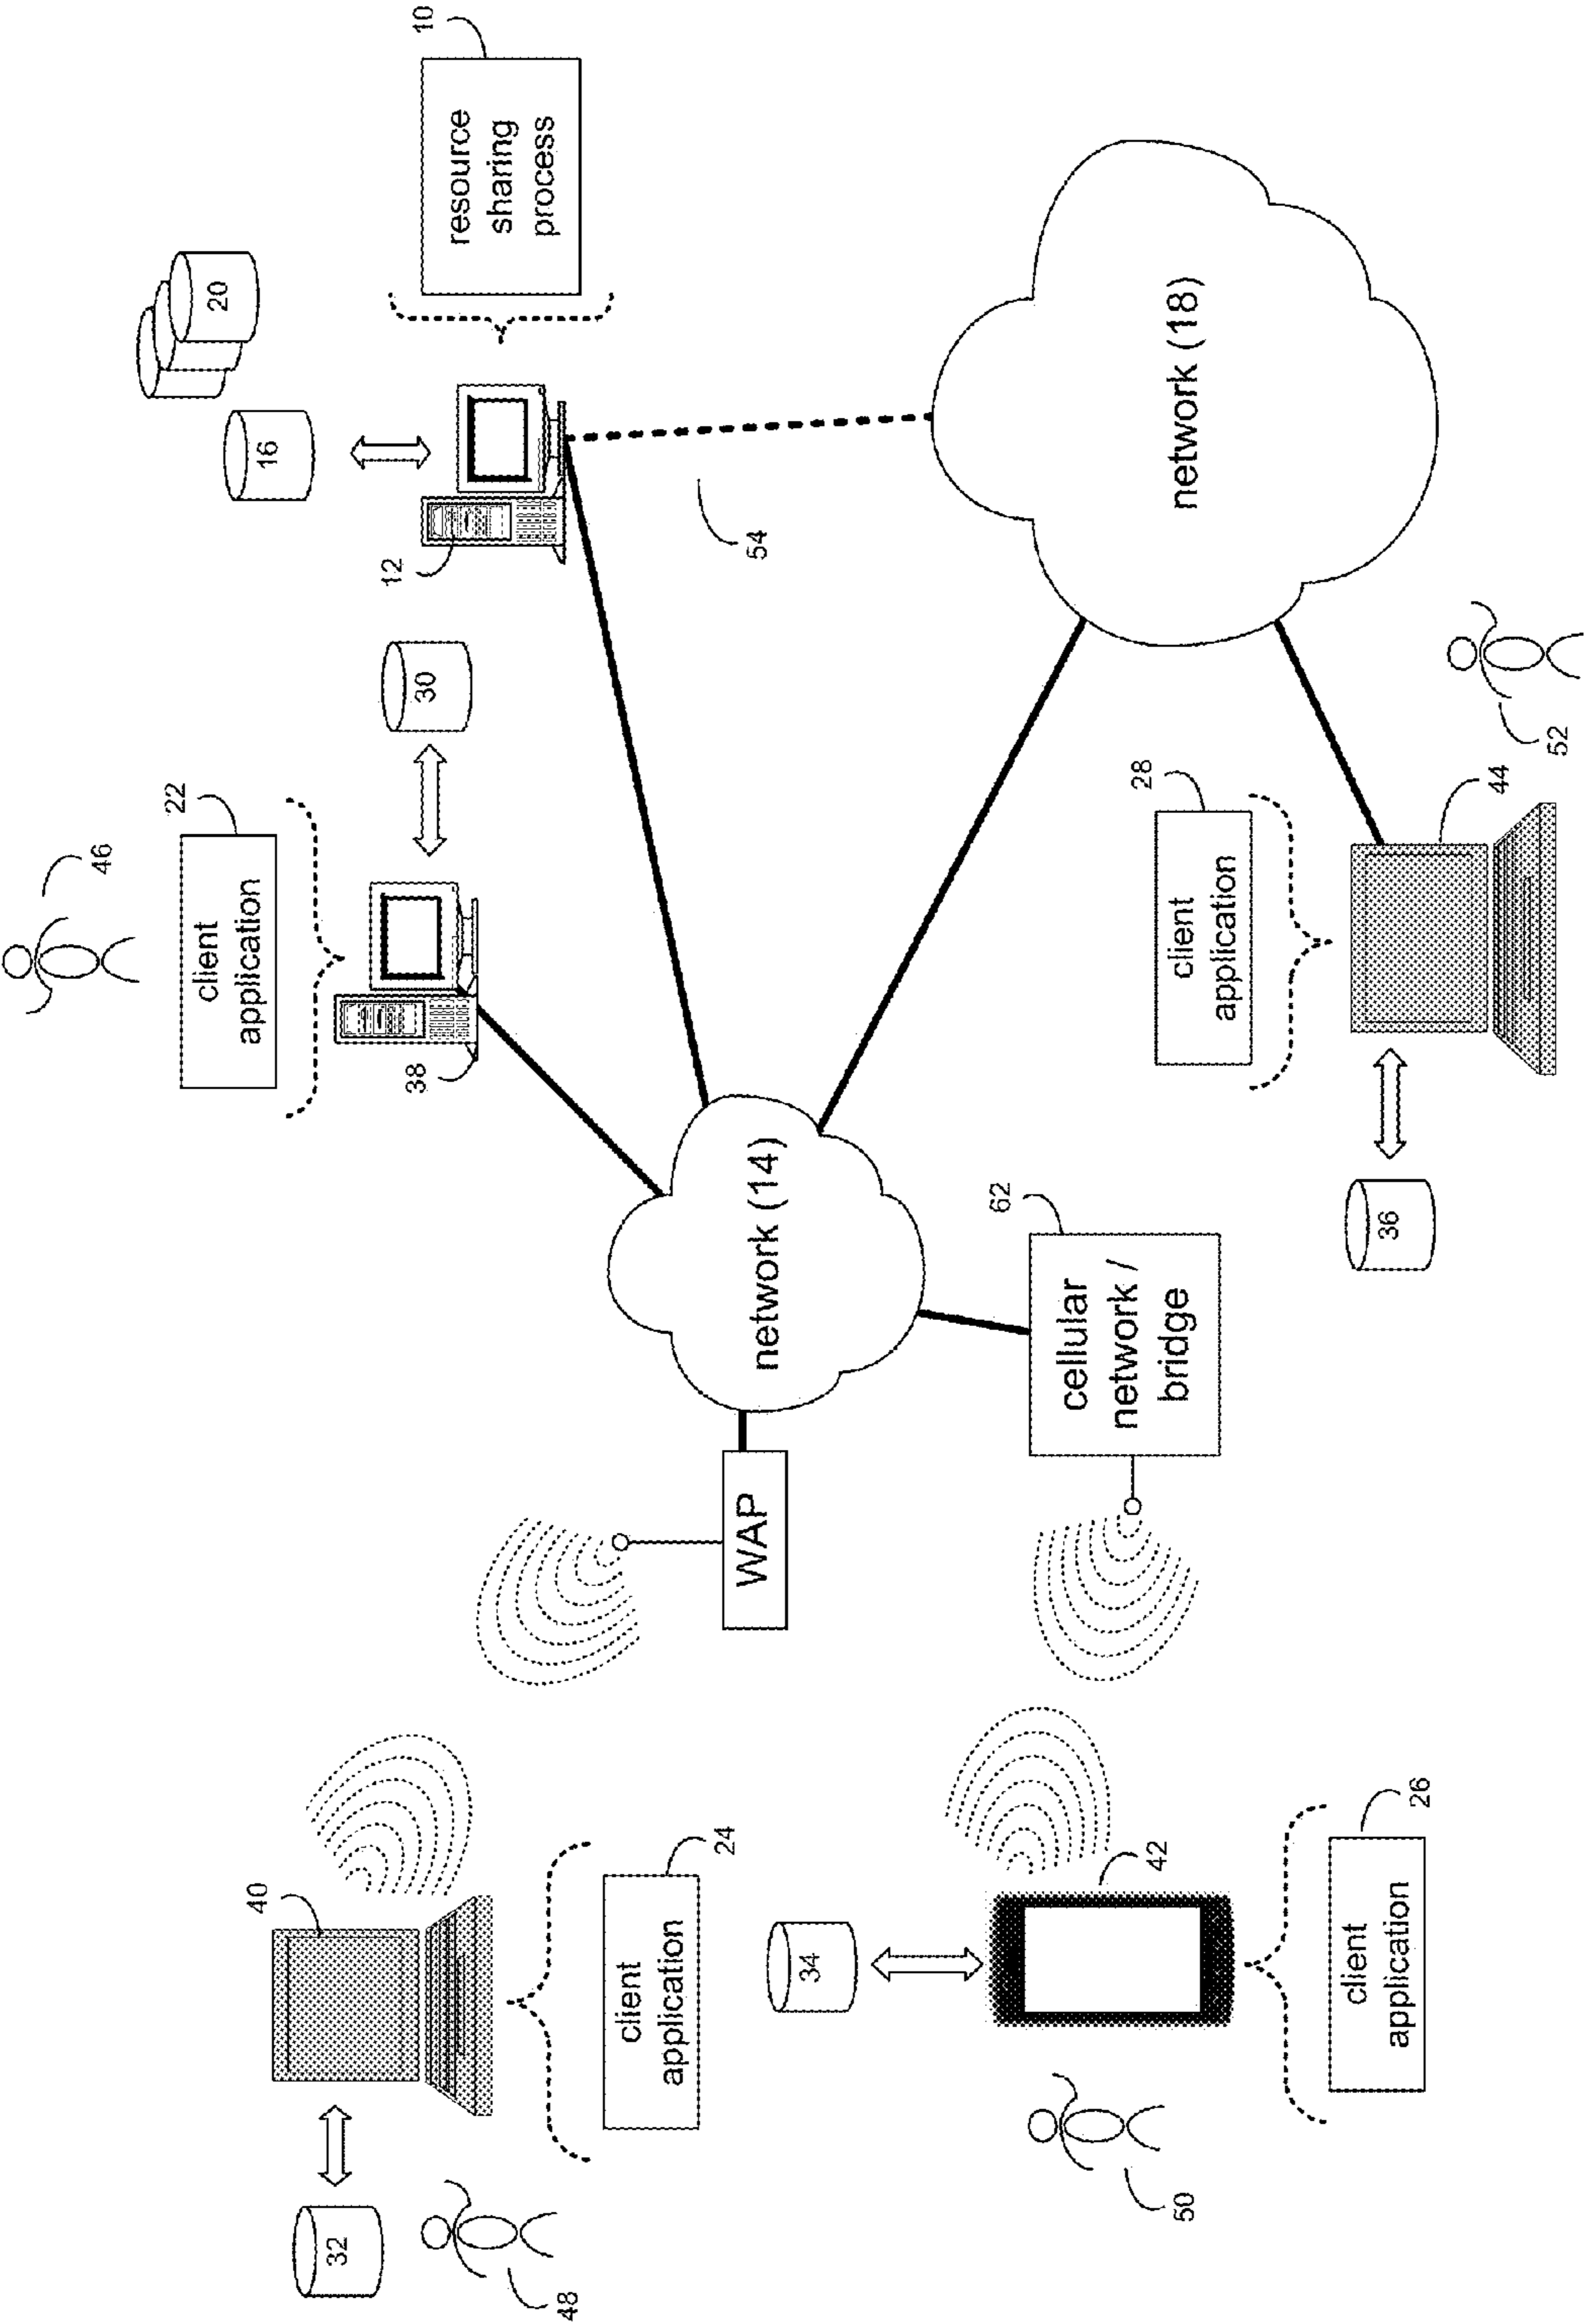 46
22
client
application
20
40
16
32
12
38
30
10
resource
sharing
process
48
client
application
24
54
WAP
network (14)
34
62
cellular
network /
bridge
28
42
50
client
application
network (18)
client
application
36
26
44
52